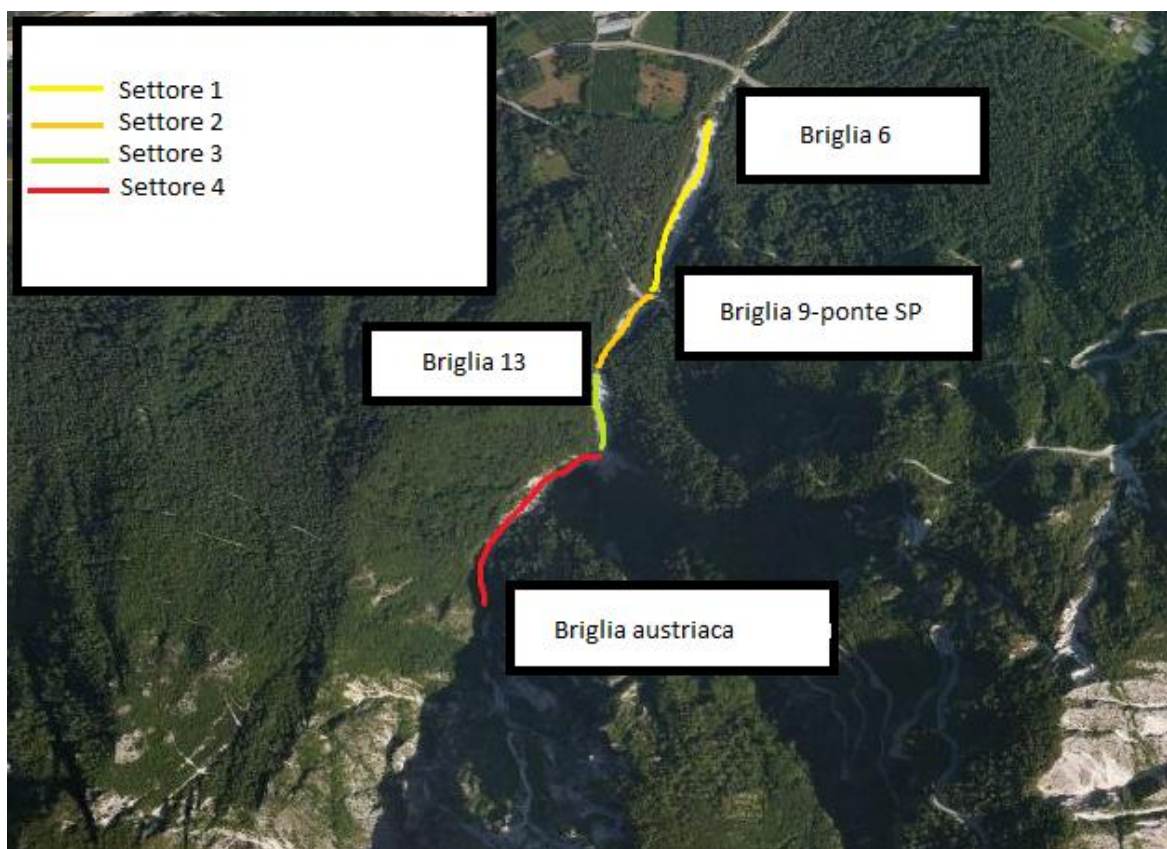 Settore 1
Settore 2
Settore 3
Settore 4
Briglia 6
Briglia 9-ponte SP
Briglia 13
Briglia austriaca